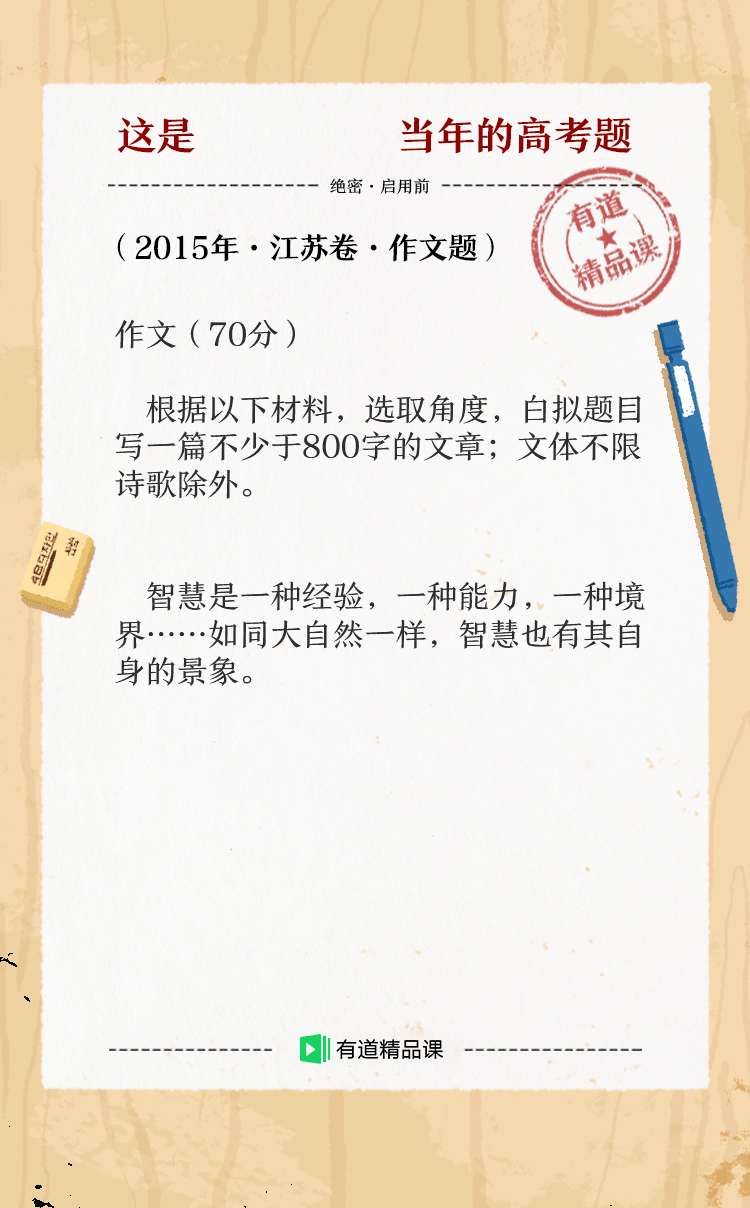 这是 当年的高考题
绝密·启用前
有道
精品课
（2015年·江苏卷·作文题）
作文（70分）
根据以下材料，选取角度，白拟题目
写一篇不少于800字的文章；文体不限
诗歌除外。
智慧是一种经验，一种能力，一种境
界……如同大自然一样，智慧也有其自
身的景象。
有道精品课